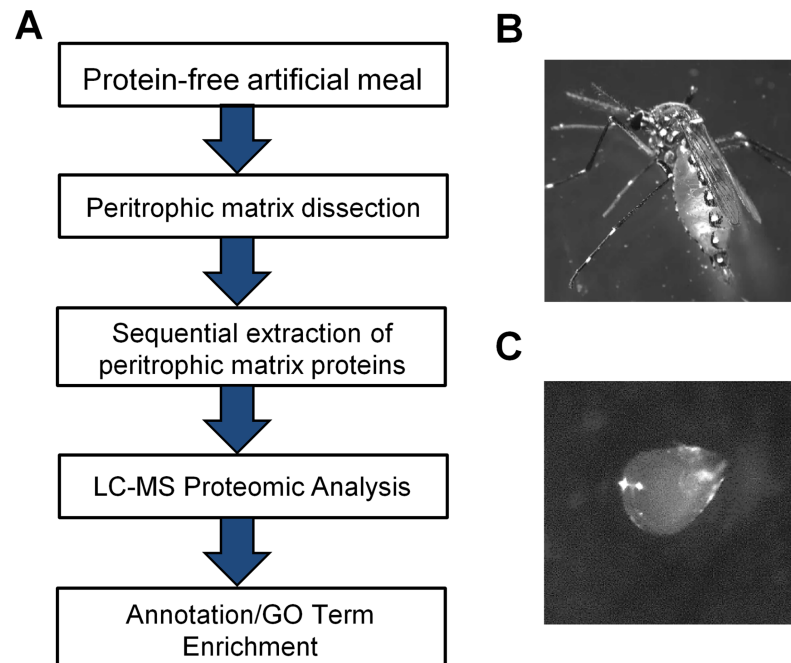 A
Protein-free artificial meal
Peritrophic matrix dissection
Sequential extraction of
peritrophic matrix proteins
LC-MS Proteomic Analysis
Annotation/GO Term
Enrichment
B
C